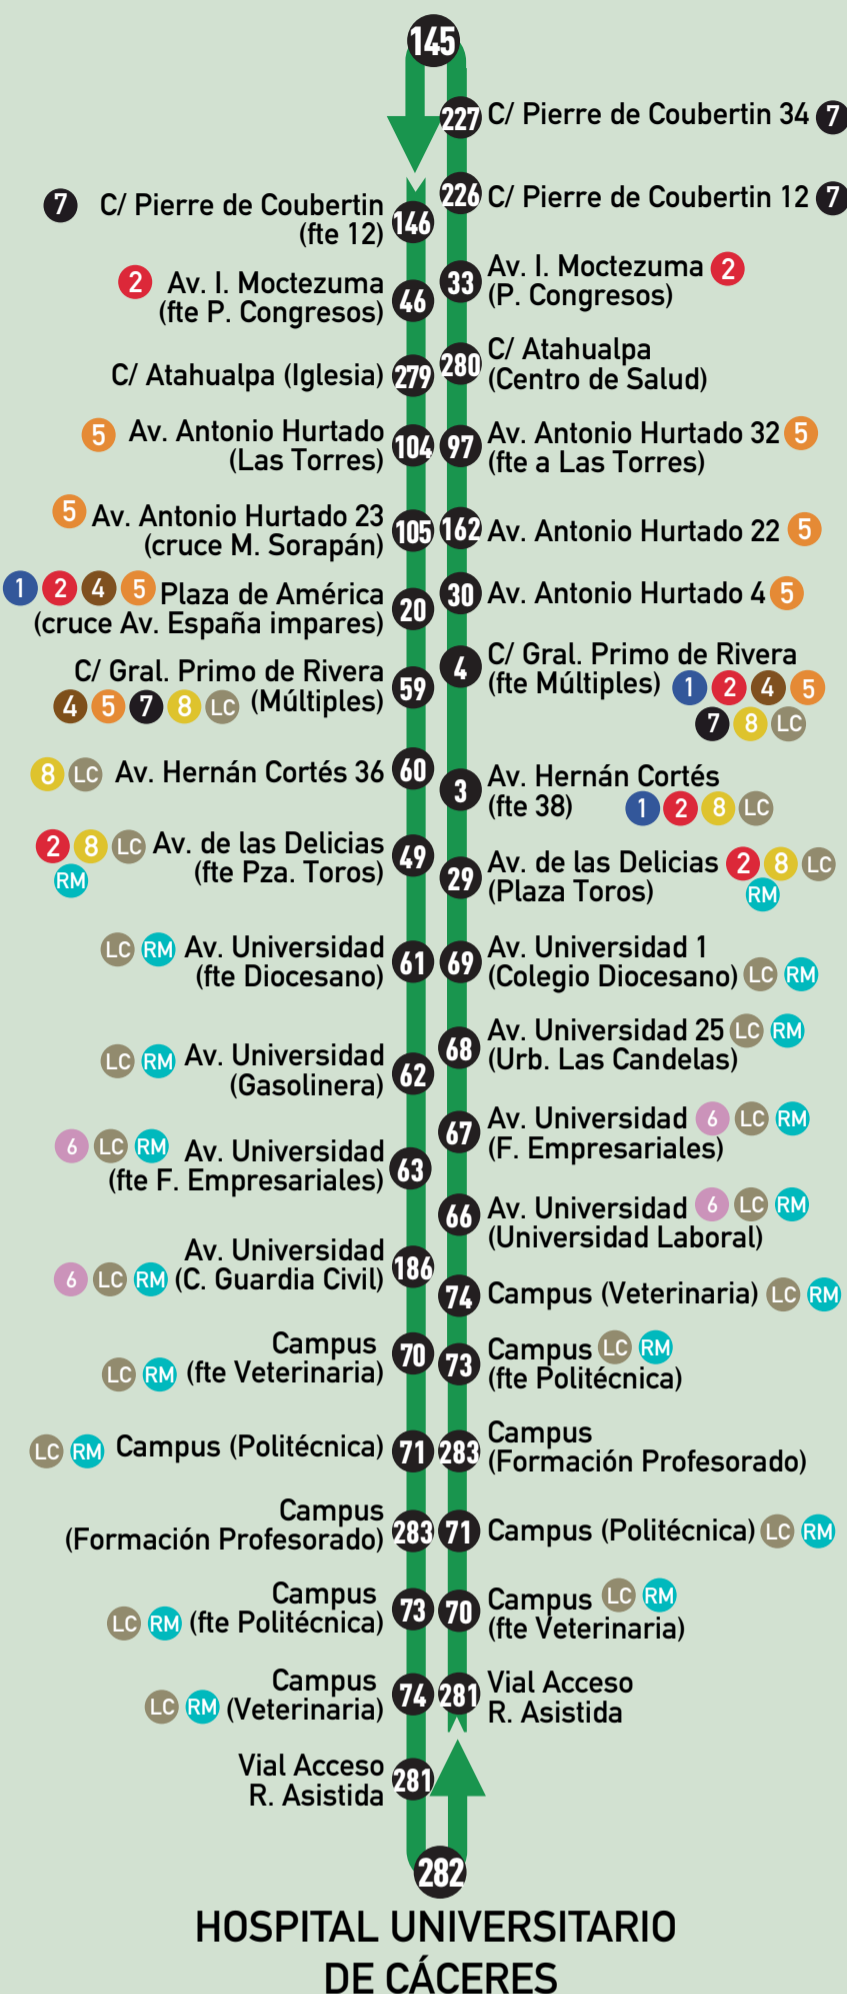 145
227 C/ Pierre de Coubertin 34 7
226 C/ Pierre de Coubertin 12 7
7 C/ Pierre de Coubertin
(fte 12) 146
33 Av. I. Moctezuma 2
(P. Congresos)
2 Av. I. Moctezuma
(fte P. Congresos) 46
280 C/ Atahualpa
(Centro de Salud)
C/ Atahualpa (Iglesia) 279
5 Av. Antonio Hurtado
(Las Torres) 104
97 Av. Antonio Hurtado 32 5
(fte a Las Torres)
5 Av. Antonio Hurtado 23
(cruce M. Sorapán) 105
162 Av. Antonio Hurtado 22 5
1 2 4 5 Plaza de América
(cruce Av. España impares) 20
30 Av. Antonio Hurtado 4 5
C/ Gral. Primo de Rivera
4 5 7 8 LC (Múltiples) 59
4 C/ Gral. Primo de Rivera
(fte Múltiples) 1 2 4 5
7 8 LC
8 LC Av. Hernán Cortés 36 60
3 Av. Hernán Cortés
(fte 38) 1 2 8 LC
2 8 LC Av. de las Delicias
RM (fte Pza. Toros) 49
29 Av. de las Delicias 2 8 LC
(Plaza Toros) RM
LC RM Av. Universidad
(fte Diocesano) 61
69 Av. Universidad 1
(Colegio Diocesano) LC RM
68 Av. Universidad 25 LC RM
(Urb. Las Candelas)
LC RM Av. Universidad
(Gasolinera) 62
67 Av. Universidad 6 LC RM
(F. Empresariales)
6 LC RM Av. Universidad
(fte F. Empresariales) 63
66 Av. Universidad 6 LC RM
(Universidad Laboral)
Av. Universidad
6 LC RM (C. Guardia Civil) 186
74 Campus (Veterinaria) LC RM
Campus
LC RM (fte Veterinaria) 70
73 Campus LC RM
(fte Politécnica)
LC RM Campus (Politécnica) 71
283 Campus
(Formación Profesorado)
Campus
(Formación Profesorado) 283
71 Campus (Politécnica) LC RM
Campus
LC RM (fte Politécnica) 73
70 Campus LC RM
(fte Veterinaria)
Campus
LC RM (Veterinaria) 74
281 Vial Acceso
R. Asistida
Vial Acceso
R. Asistida 281
282
HOSPITAL UNIVERSITARIO
DE CÁCERES